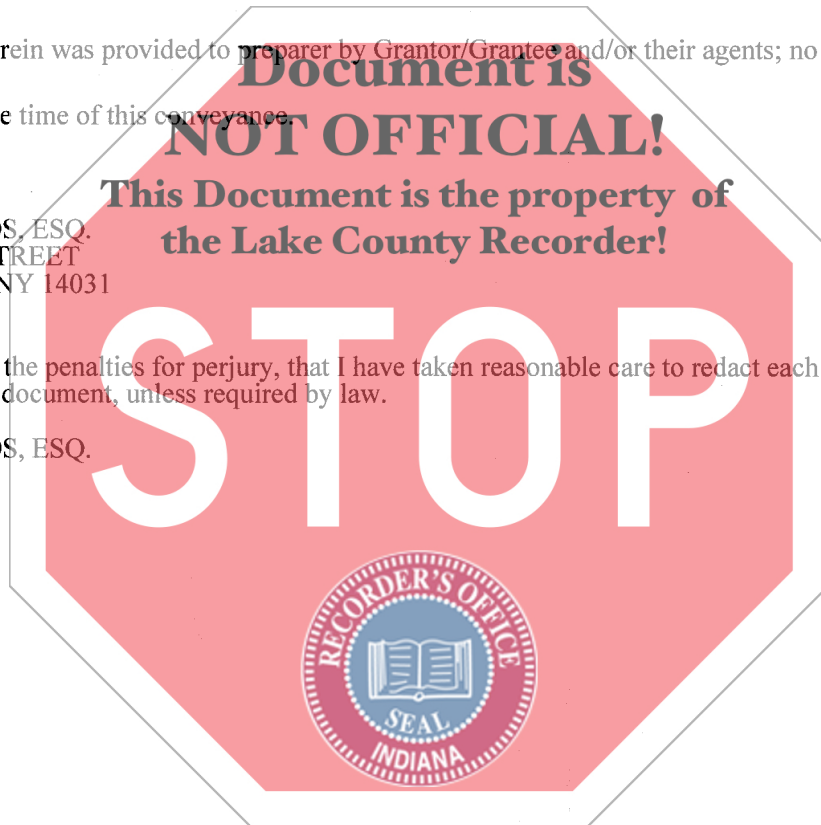 rein was provided to preparer by Grantor/Grantee and/or their agents; no
Document is
e time of this conveyance.
NOT OFFICIAL!
This Document is the property of
S, ESQ.
the Lake County Recorder!
TREET
NY 14031
STOP
the penalties for perjury, that I have taken reasonable care to redact each
document, unless required by law.
S, ESQ.
RECORDER'S OFFICE
SEAL
INDIANA